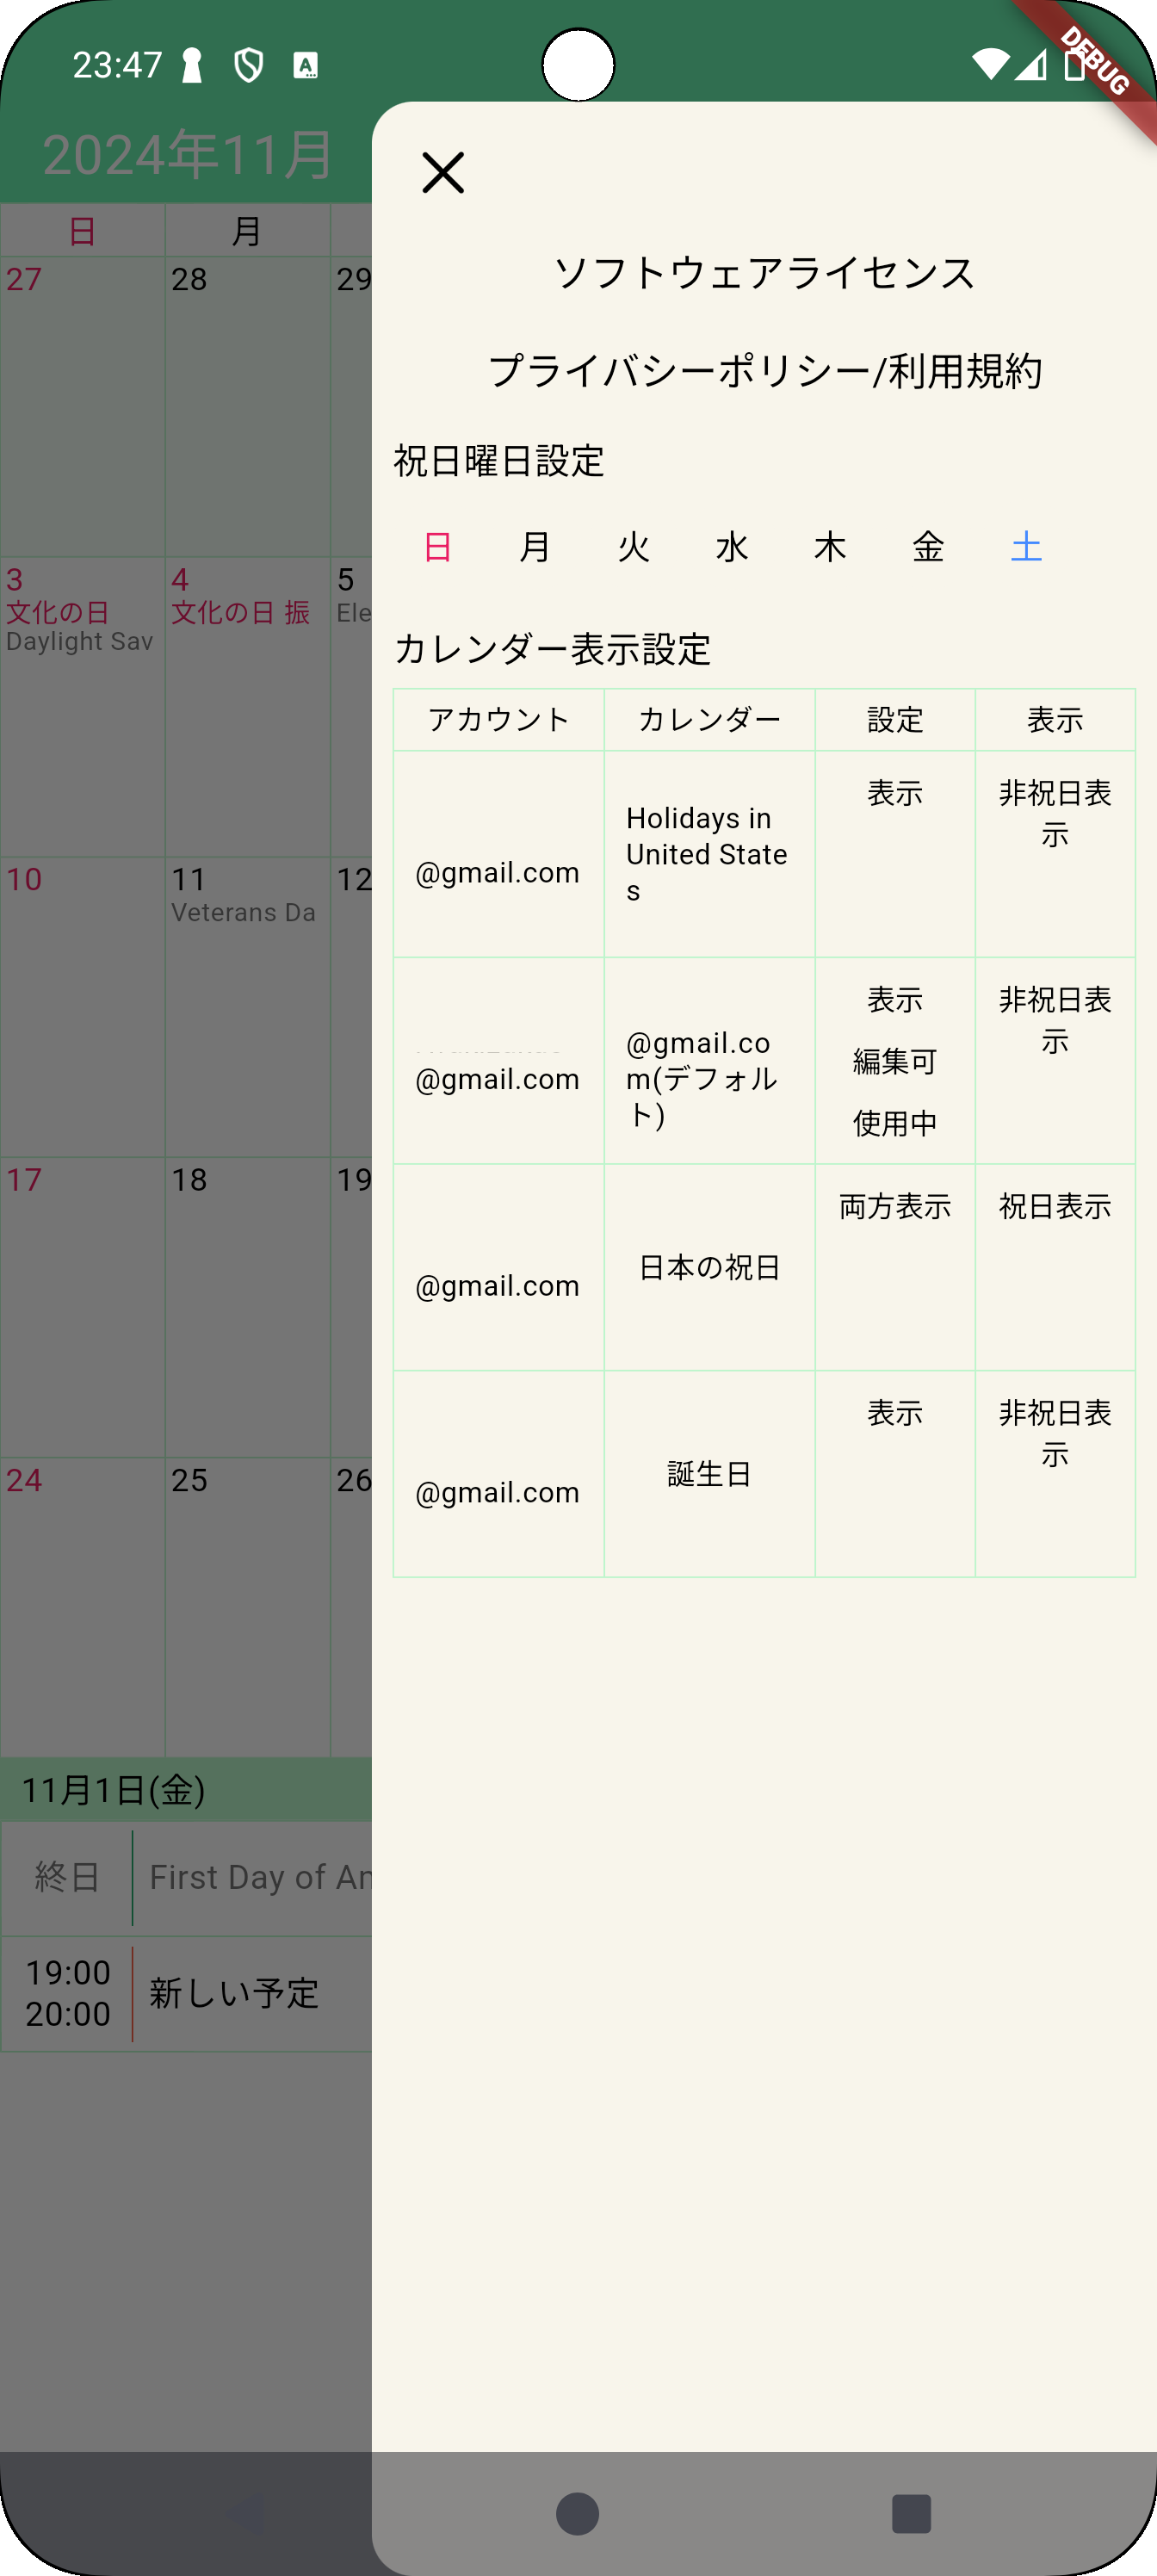 23:47
DEBUG
2024年11月
日 月
27 28 29
3 4 5
文化の日 文化の日 振 Ele
Daylight Sav
10 11 12
Veterans Da
17 18 19
24 25 26
11月1日(金)
終日 First Day of Am
19:00
20:00
新しい予定
ソフトウェアライセンス
プライバシーポリシー/利用規約
祝日曜日設定
日 月 火 水 木 金 土
カレンダー表示設定
アカウント カレンダー 設定 表示
@gmail.com
Holidays in
United State
s
表示
非祝日表
示
@gmail.com
@gmail.co
m(デフォル
ト)
表示
編集可
使用中
非祝日表
示
@gmail.com
日本の祝日
両方表示
祝日表示
@gmail.com
誕生日
表示
非祝日表
示